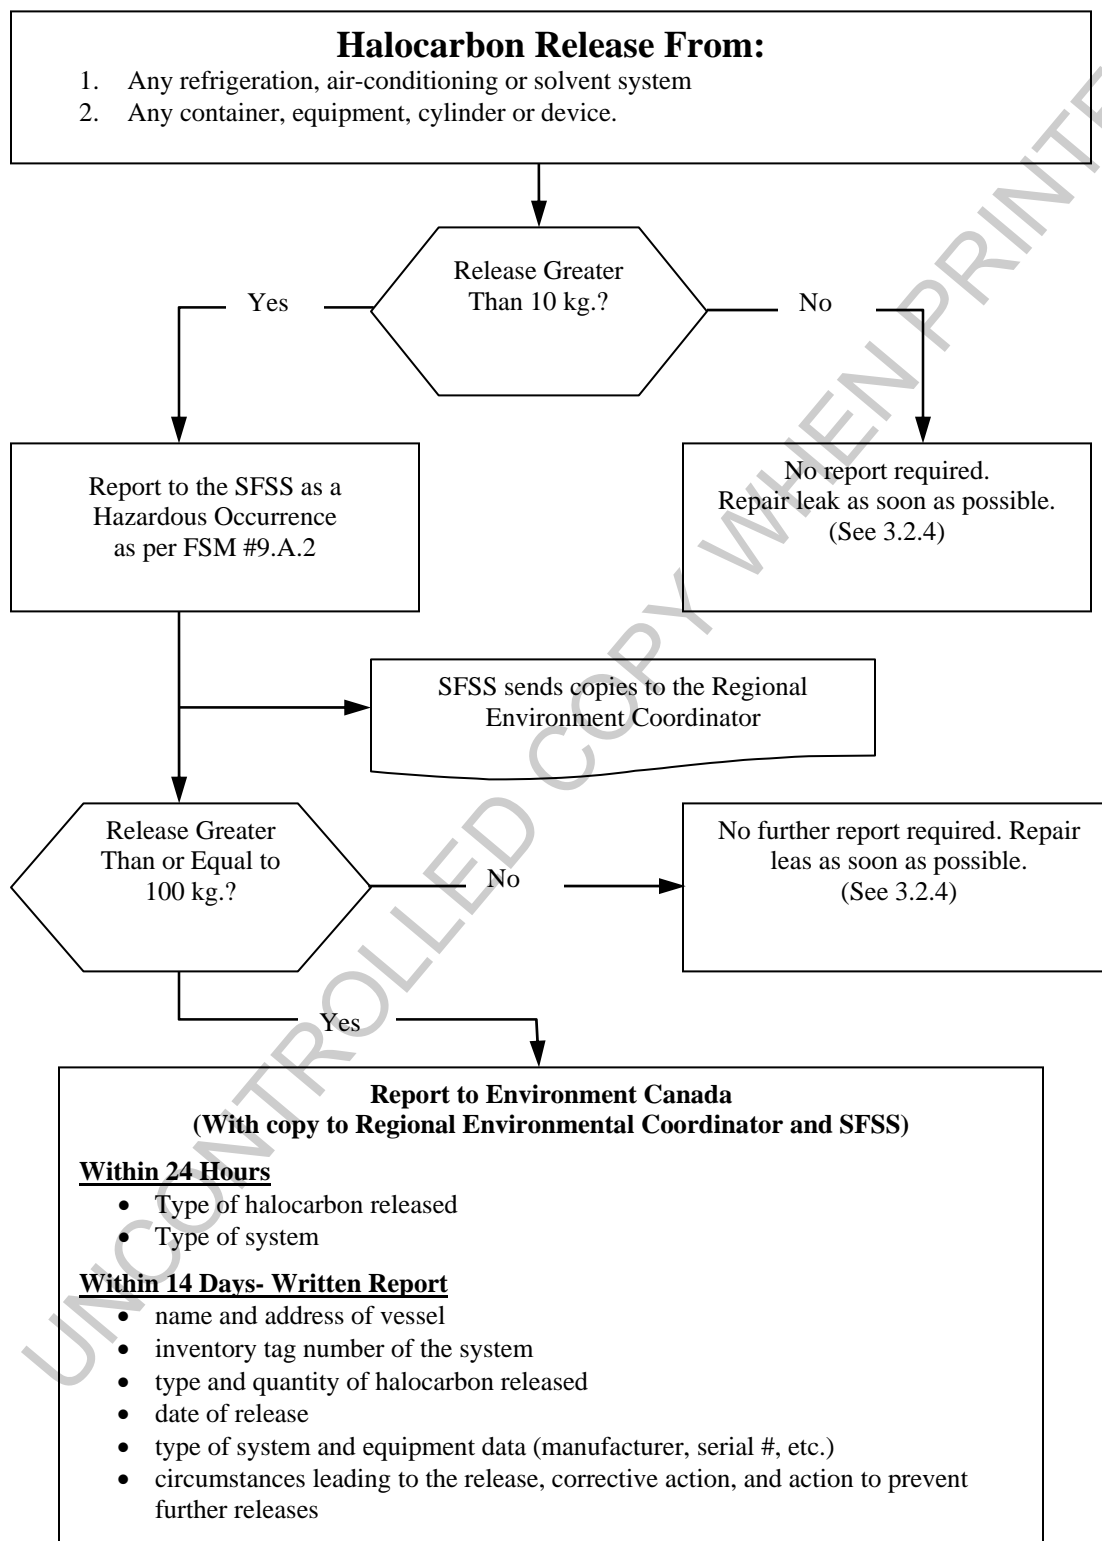 Halocarbon Release From:
1. Any refrigeration, air-conditioning or solvent system
2. Any container, equipment, cylinder or device.
Release Greater
Than 10 kg.?
Yes
No
Report to the SFSS as a
Hazardous Occurrence
as per FSM #9.A.2
No report required.
Repair leak as soon as possible.
(See 3.2.4)
SFSS sends copies to the Regional
Environment Coordinator
Release Greater
Than or Equal to
100 kg.?
No
No further report required. Repair
leas as soon as possible.
(See 3.2.4)
Yes
Report to Environment Canada
(With copy to Regional Environmental Coordinator and SFSS)
Within 24 Hours
• Type of halocarbon released
• Type of system
Within 14 Days- Written Report
• name and address of vessel
• inventory tag number of the system
• type and quantity of halocarbon released
• date of release
• type of system and equipment data (manufacturer, serial #, etc.)
• circumstances leading to the release, corrective action, and action to prevent
further releases
UNCONTROLLED COPY WHEN PRINTE